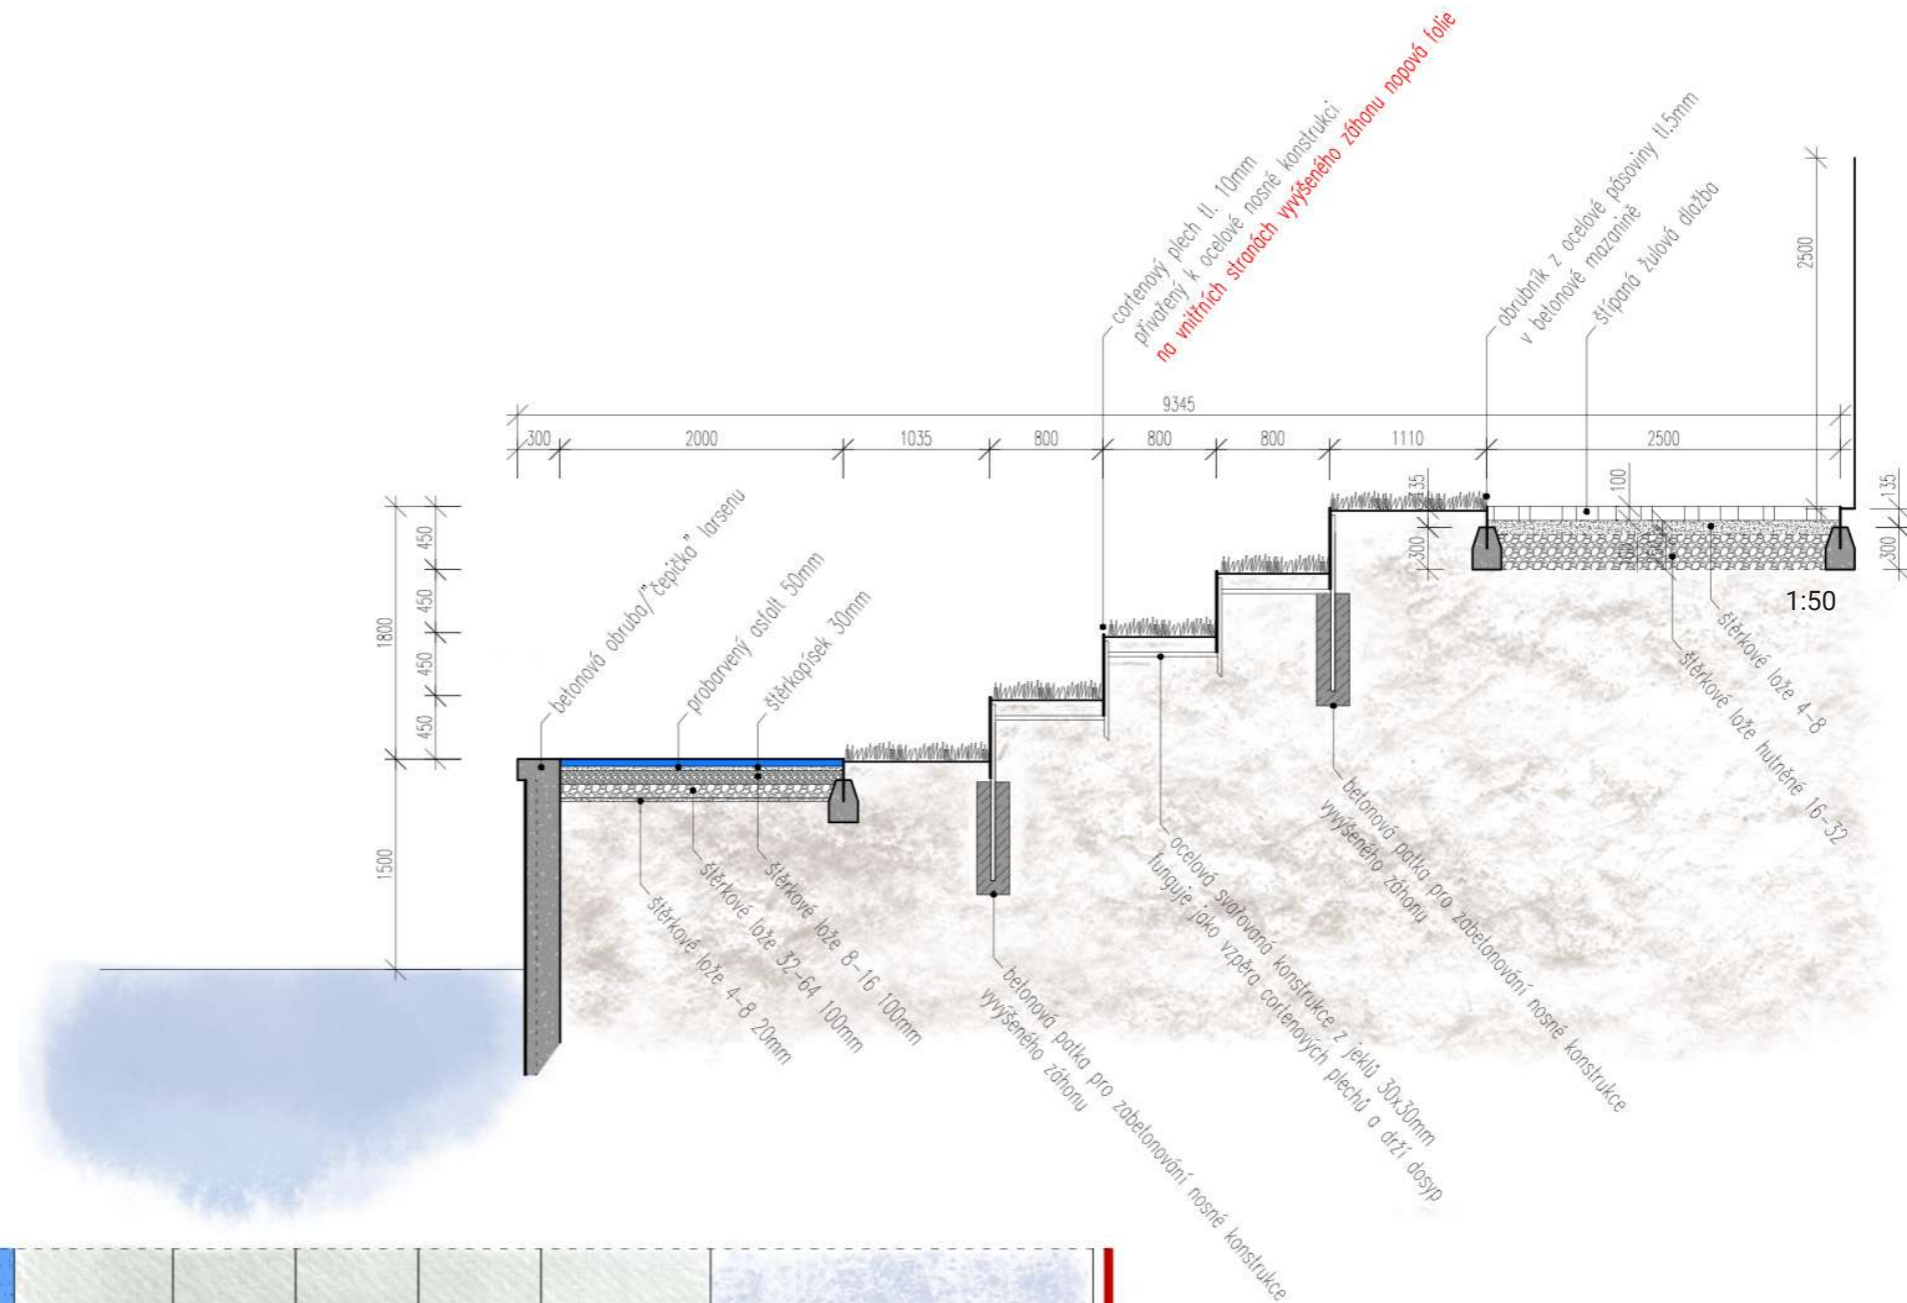 cortenový plech tl. 10mm
přivařený k ocelové nosné konstrukci
na vnitřních stranách vyvýšeného záhonu nopová folie
obrubník z ocelové pásoviny tl.5mm
v betonové mazanině
štípaná žulová dlažba
2500
9345
300
2000
1035
800
800
800
1110
2500
betonová obruba/"čepička" larsenu
probarvený asfalt 50mm
štěrkopísek 30mm
1800
450
450
450
450
1500
135
300
100
135
300
1:50
štěrkové lože 4-8
štěrkové lože hutněné 16-32
betonová patka pro zabetonování nosné konstrukce
vyvýšeného záhonu
ocelová svařovaná konstrukce z jeklů 30x30mm
funguje jako vzpěra cortenových plechů a drží dosyp
betonová patka pro zabetonování nosné konstrukce
vyvýšeného záhonu
štěrkové lože 8-16 100mm
štěrkové lože 32-64 100mm
štěrkové lože 4-8 20mm